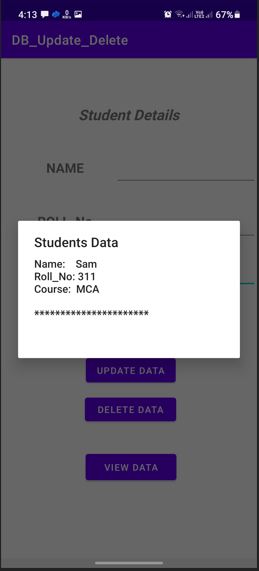 4:13 67%
DB_Update_Delete
Student Details
NAME
ROLL_No
Students Data
Name: Sam
Roll_No: 311
Course: MCA
**********************
UPDATE DATA
DELETE DATA
VIEW DATA